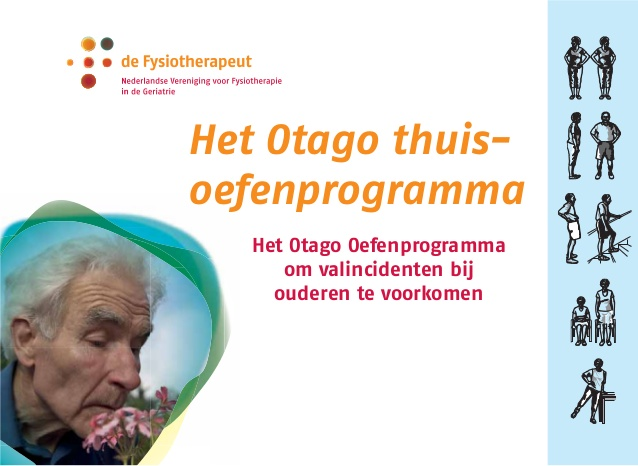 de Fysiotherapeut
Nederlandse Vereniging voor Fysiotherapie
in de Geriatrie
Het Otago thuis-
oefenprogramma
Het Otago Oefenprogramma
om valincidenten bij
ouderen te voorkomen